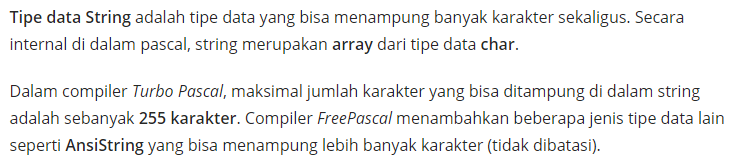 Tipe data String adalah tipe data yang bisa menampung banyak karakter sekaligus. Secara
internal di dalam pascal, string merupakan array dari tipe data char.
Dalam compiler Turbo Pascal, maksimal jumlah karakter yang bisa ditampung di dalam string
adalah sebanyak 255 karakter. Compiler FreePascal menambahkan beberapa jenis tipe data lain
seperti AnsiString yang bisa menampung lebih banyak karakter (tidak dibatasi).